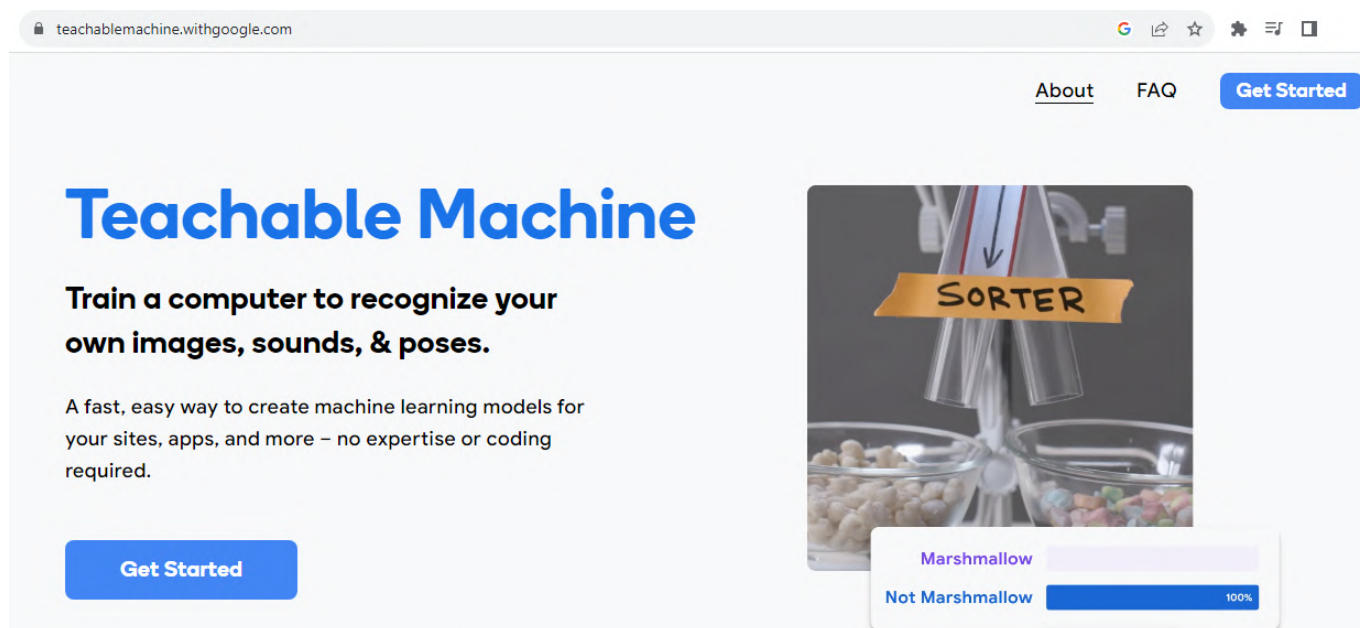 teachablemachine.withgoogle.com
About FAQ Get Started
Teachable Machine
Train a computer to recognize your
own images, sounds, & poses.
A fast, easy way to create machine learning models for
your sites, apps, and more – no expertise or coding
required.
Get Started
SORTER
Marshmallow
Not Marshmallow 100%